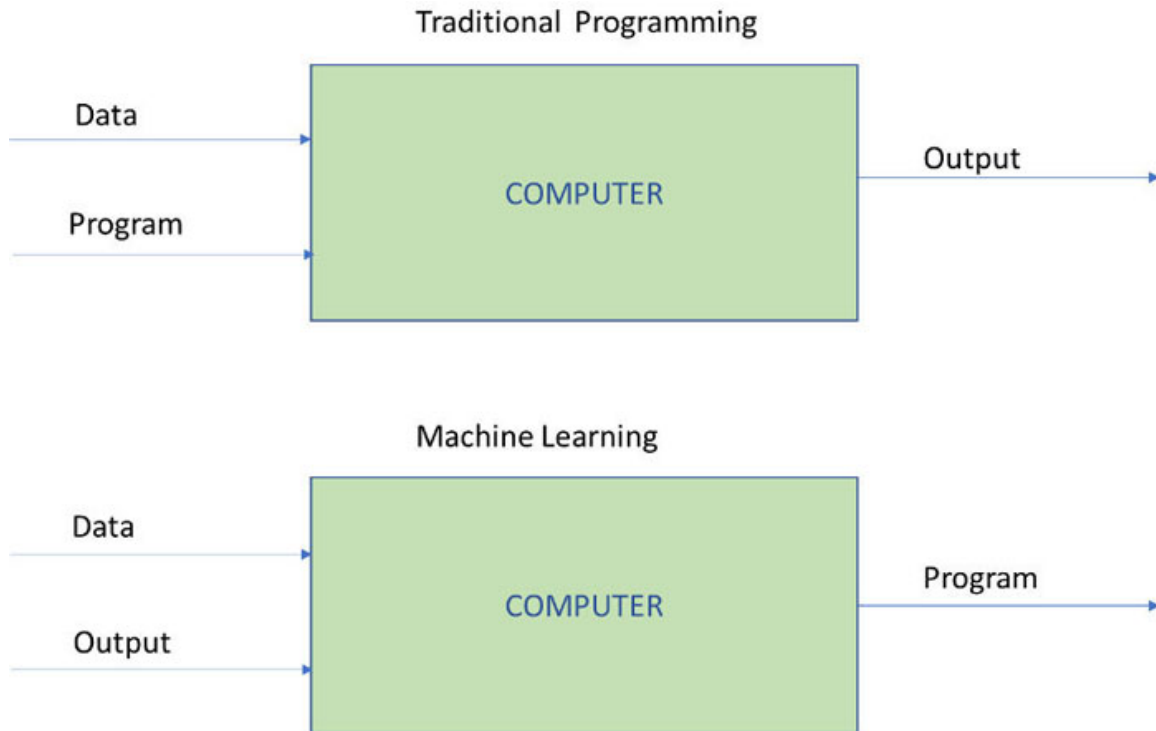 Traditional Programming
Data
Output
COMPUTER
Program
Machine Learning
Data
Program
COMPUTER
Output